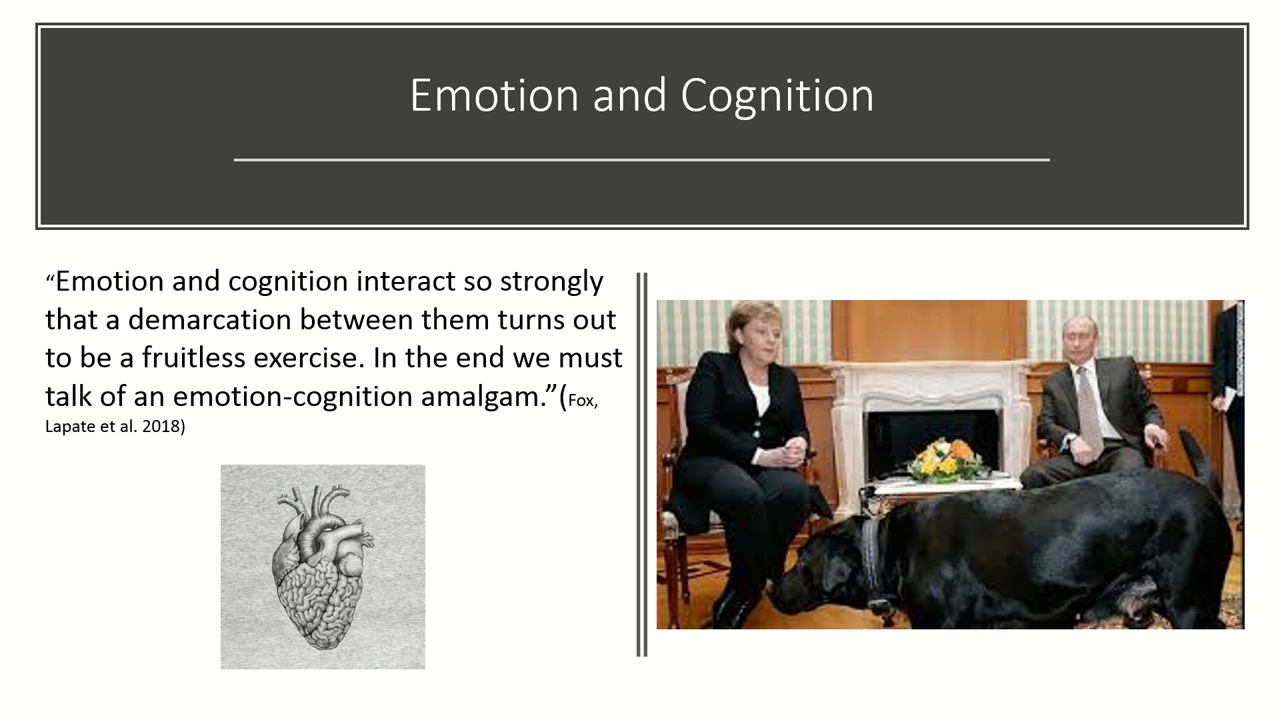 Emotion and Cognition
“Emotion and cognition interact so strongly
that a demarcation between them turns out
to be a fruitless exercise. In the end we must
talk of an emotion-cognition amalgam.”(Fox,
Lapate et al. 2018)